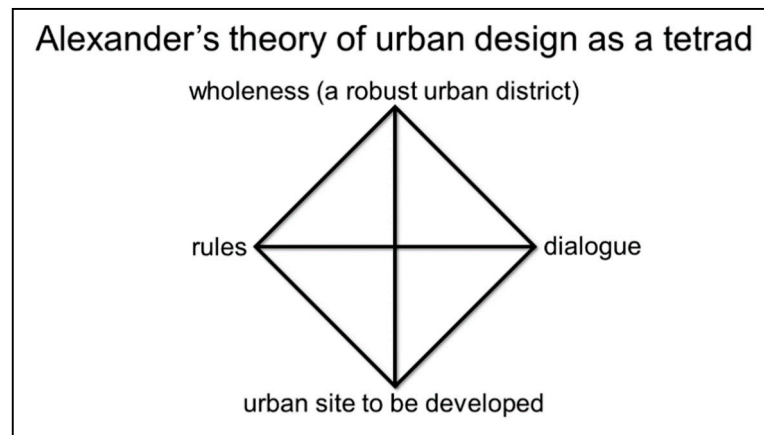 Alexander's theory of urban design as a tetrad
wholeness (a robust urban district)
rules
dialogue
urban site to be developed